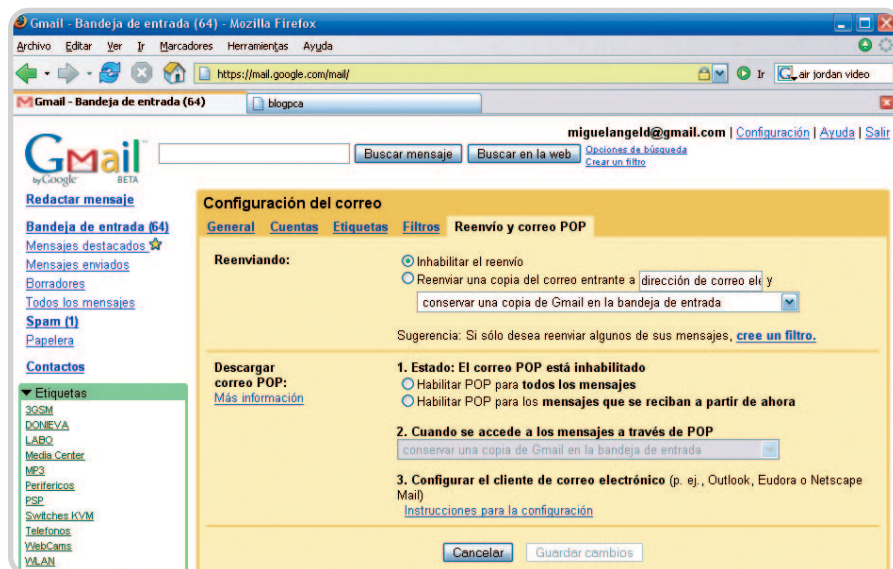 Gmail - Bandeja de entrada (64) - Mozilla Firefox
Archivo Editar Ver Ir Marcadores Herramientas Ayuda
https://mail.google.com/mail/ Ir air jordan video
Gmail - Bandeja de entrada (64) blogpca
miguelangeld@gmail.com | Configuración | Ayuda | Salir
Gmail
by Google BETA
Buscar mensaje Buscar en la web Opciones de búsqueda
Crear un filtro
Redactar mensaje
Bandeja de entrada (64)
Mensajes destacados
Mensajes enviados
Borradores
Todos los mensajes
Spam (1)
Papelera
Contactos
Etiquetas
3GSM
DONIEVA
LABO
Media Center
MP3
Perifericos
PSP
Switches KVM
Telefonos
WebCams
WLAN
Configuración del correo
General Cuentas Etiquetas Filtros Reenvío y correo POP
Reenviando:
Inhabilitar el reenvío
Reenviar una copia del correo entrante a dirección de correo ele y
conservar una copia de Gmail en la bandeja de entrada
Sugerencia: Si sólo desea reenviar algunos de sus mensajes, cree un filtro.
Descargar
correo POP:
Más información
1. Estado: El correo POP está inhabilitado
Habilitar POP para todos los mensajes
Habilitar POP para los mensajes que se reciban a partir de ahora
2. Cuando se accede a los mensajes a través de POP
conservar una copia de Gmail en la bandeja de entrada
3. Configurar el cliente de correo electrónico (p. ej., Outlook, Eudora o Netscape
Mail)
Instrucciones para la configuración
Cancelar Guardar cambios